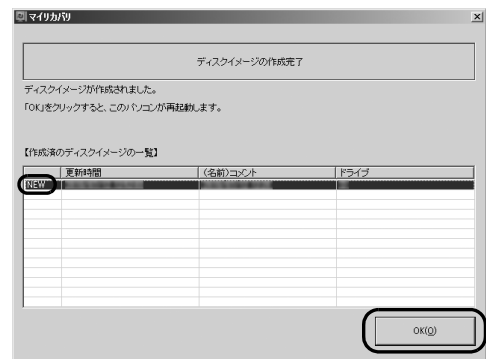 マイリカバリ
ディスクイメージの作成完了
ディスクイメージが作成されました。
「OK」をクリックすると、このパソコンが再起動します。
【作成済のディスクイメージの一覧】
更新時間 (名前)コメント ドライブ
NEW
OK(O)